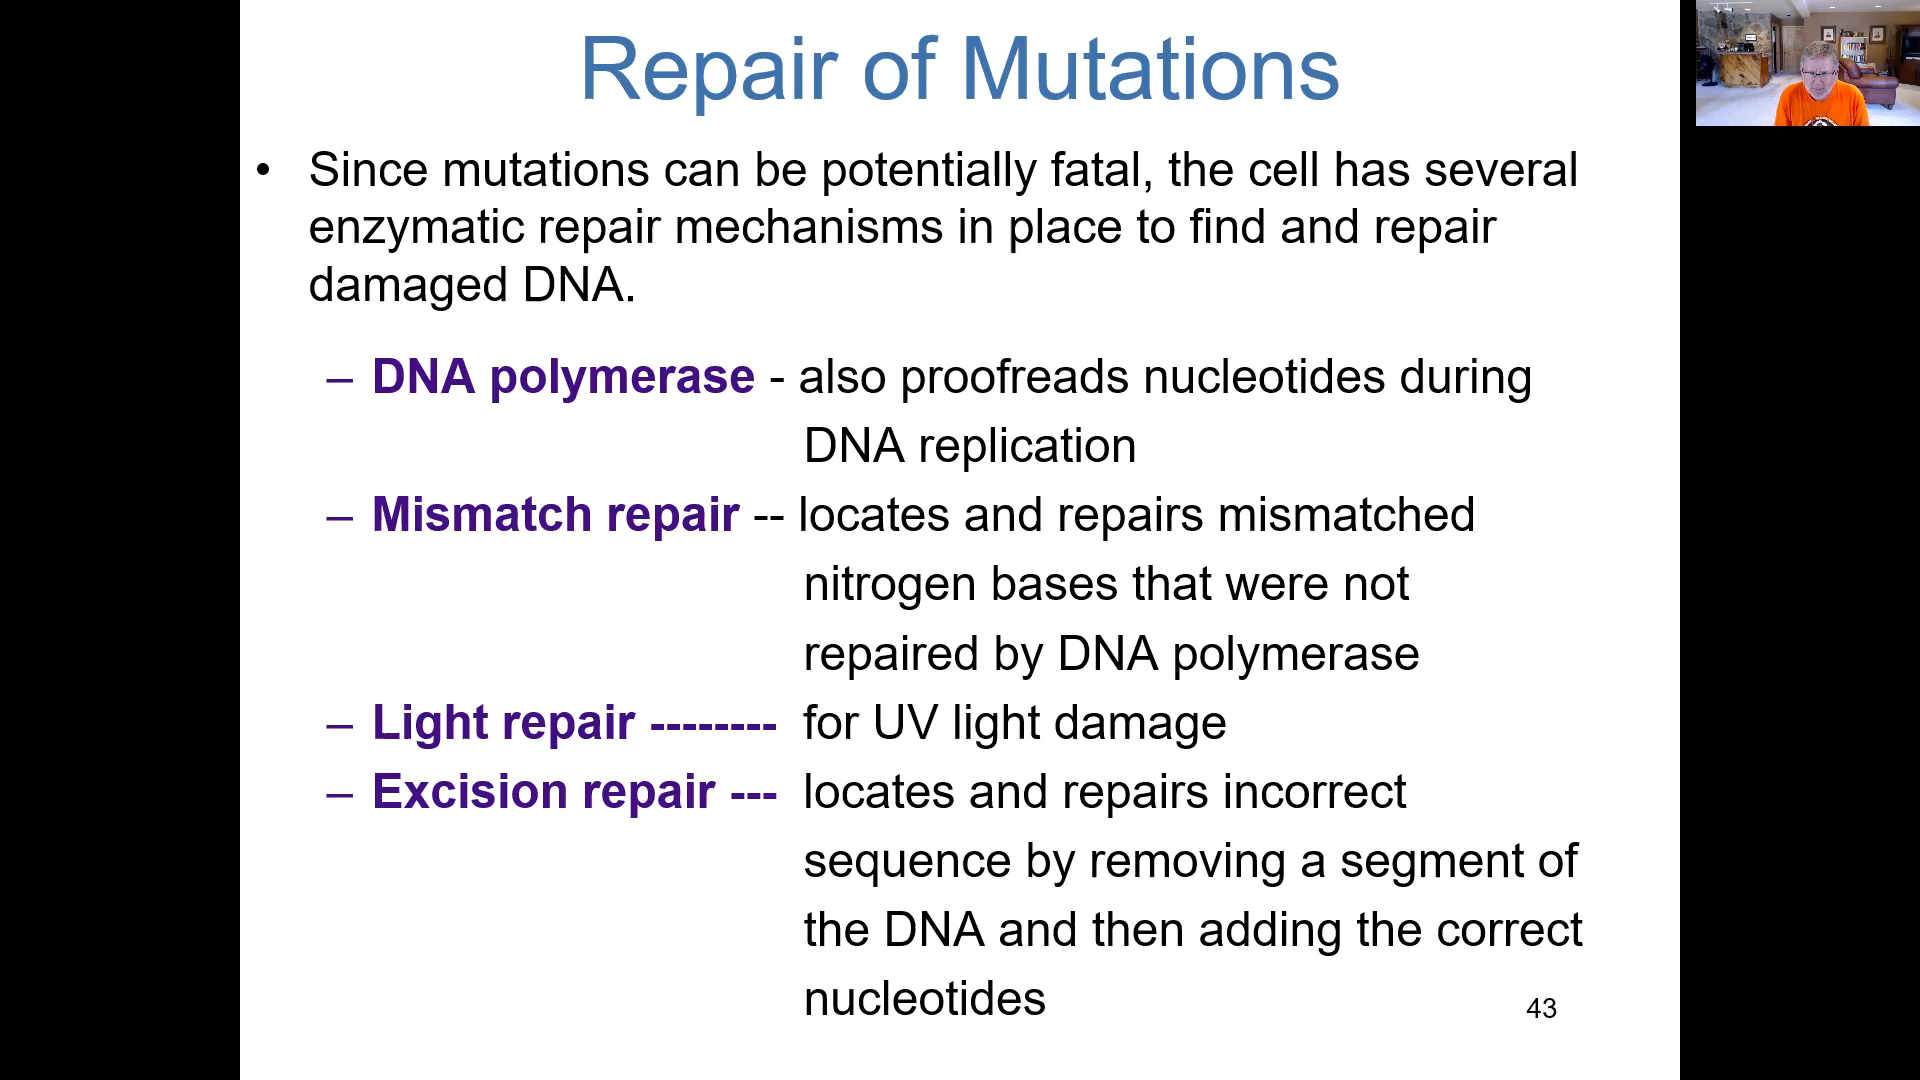 Repair of Mutations
• Since mutations can be potentially fatal, the cell has several
enzymatic repair mechanisms in place to find and repair
damaged DNA.
– DNA polymerase - also proofreads nucleotides during
DNA replication
– Mismatch repair -- locates and repairs mismatched
nitrogen bases that were not
repaired by DNA polymerase
– Light repair -------- for UV light damage
– Excision repair --- locates and repairs incorrect
sequence by removing a segment of
the DNA and then adding the correct
nucleotides
43